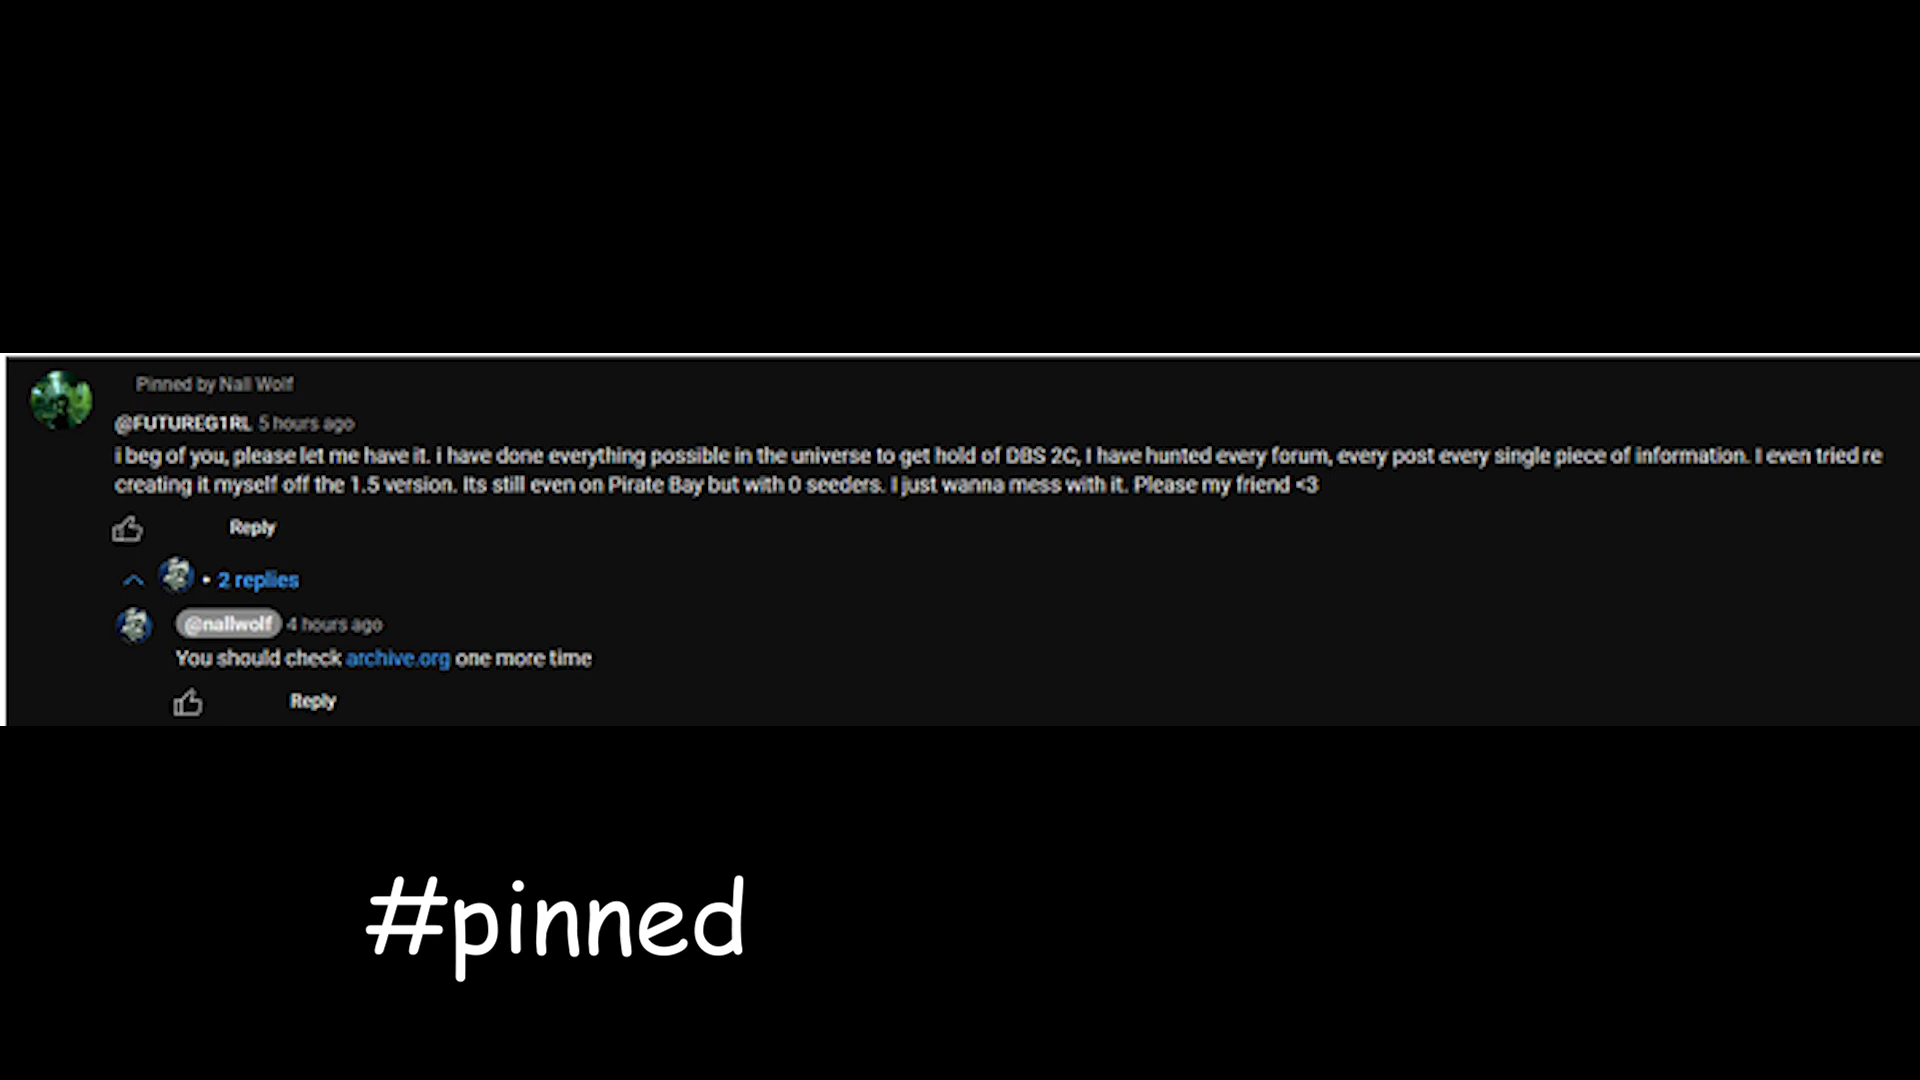 Pinned by Nall Wolf
@FUTUREG1RL 5 hours ago
i beg of you, please let me have it. i have done everything possible in the universe to get hold of DBS 2C, I have hunted every forum, every post every single piece of information. I even tried re
creating it myself off the 1.5 version. Its still even on Pirate Bay but with 0 seeders. I just wanna mess with it. Please my friend <3
Reply
• 2 replies
@nallwolf 4 hours ago
You should check archive.org one more time
Reply
#pinned